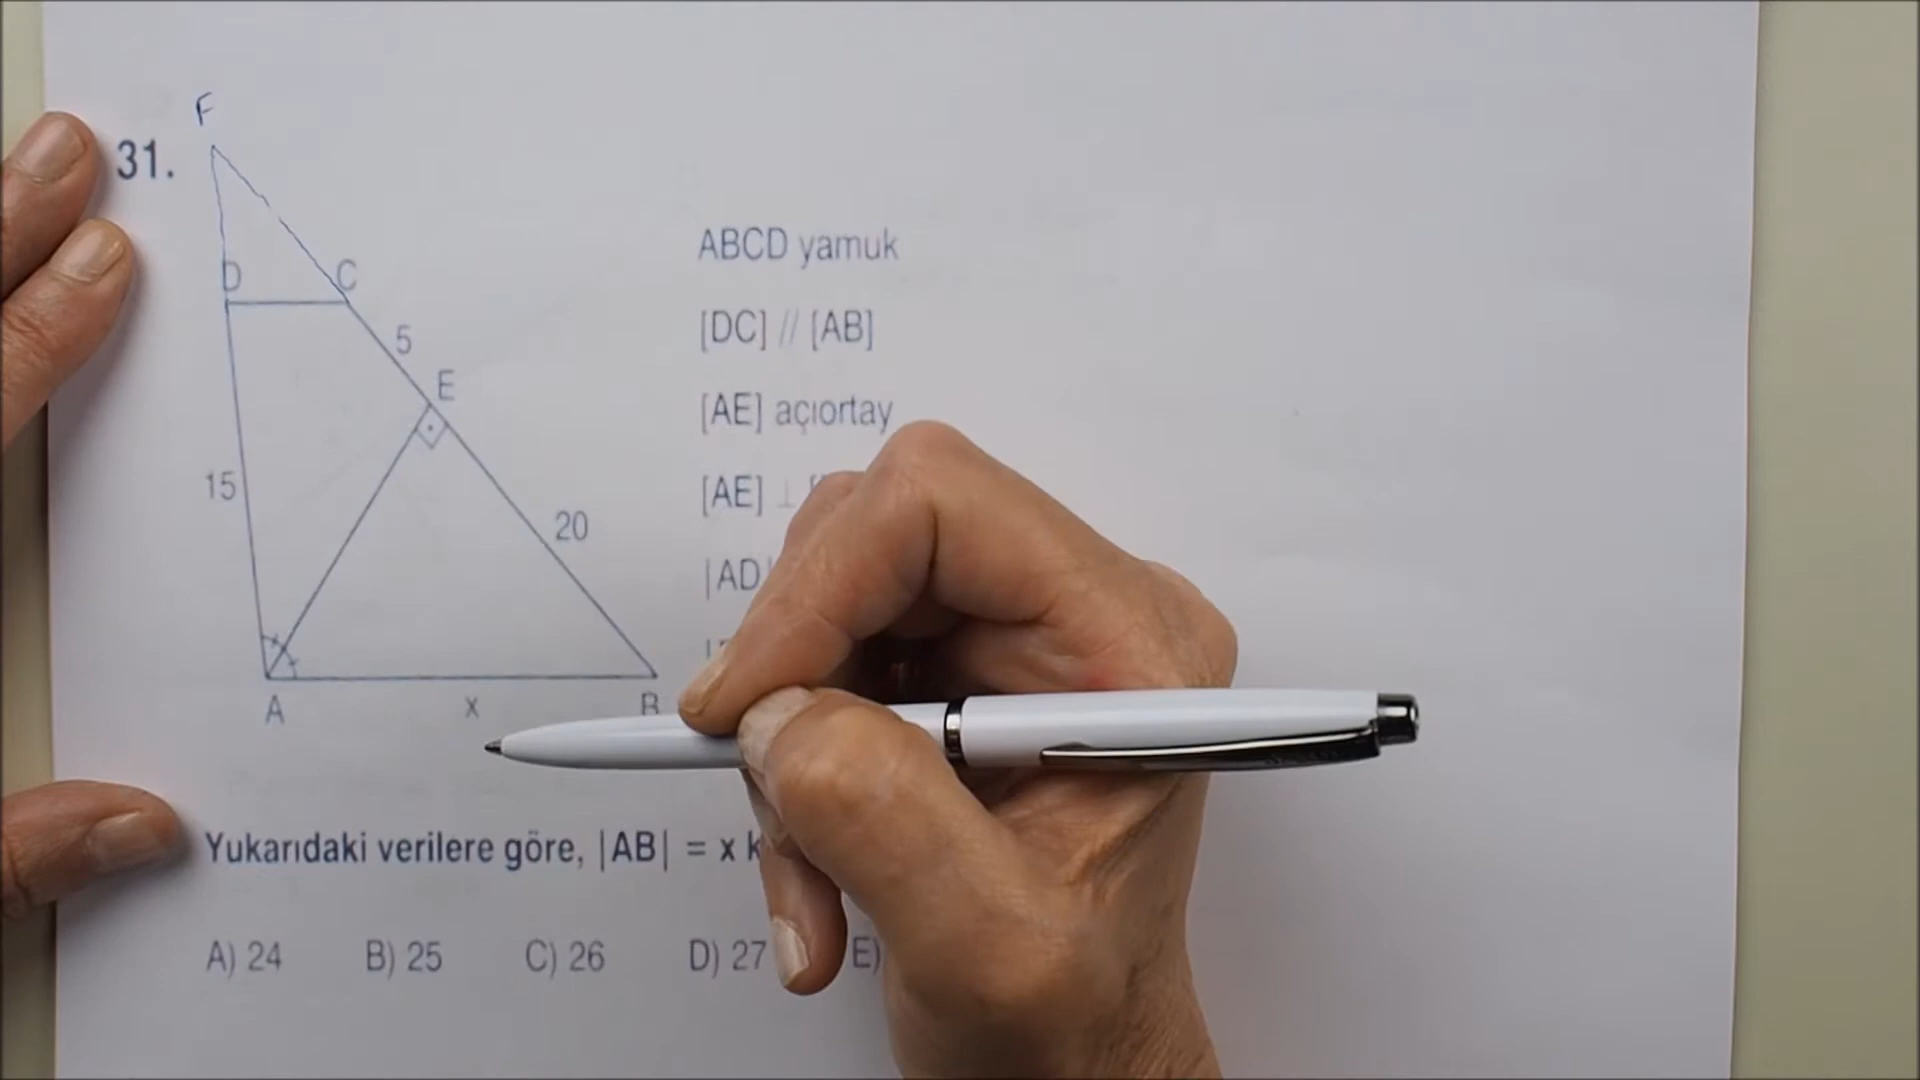 F
31.
D C
5
E
15
20
A x B
ABCD yamuk
[DC] // [AB]
[AE] açıortay
[AE] ⊥
|AD|
Yukarıdaki verilere göre, |AB| = x
A) 24 B) 25 C) 26 D) 27 E)